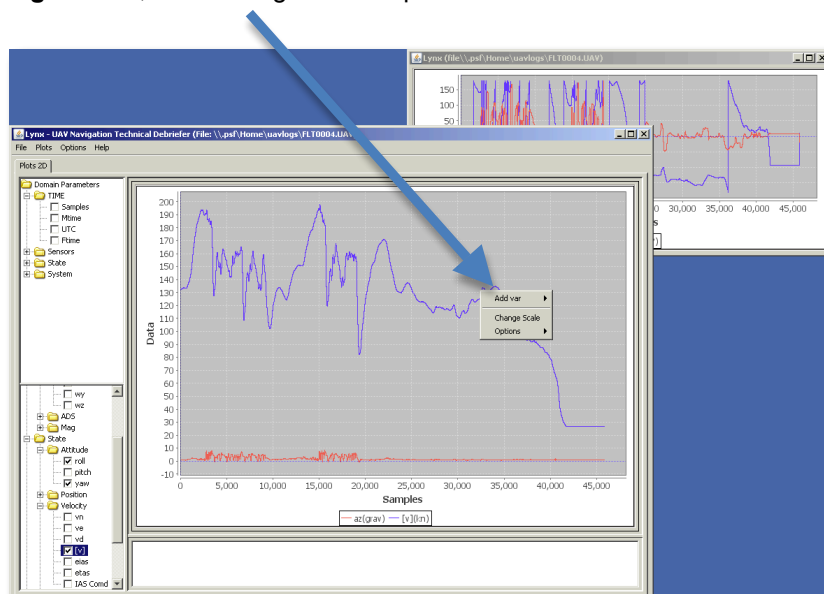 Lynx (file\\.psf\Home\uavlogs\FLT0004.UAV)
150
100
50
30,000 35,000 40,000 45,000
Lynx - UAV Navigation Technical Debriefer (File: \\.psf\Home\uavlogs\FLT0004.UAV
File Plots Options Help
Plots 2D
Domain Parameters
TIME
Samples
Mtime
UTC
Ftime
Sensors
State
System
wy
wz
ADS
Mag
State
Attitude
roll
pitch
yaw
Position
Velocity
vn
ve
vd
[v]
eias
etas
IAS Comd
200
190
180
170
160
150
140
130
120
110
100
90
80
70
60
50
40
30
20
10
0
-10
Data
0 5,000 10,000 15,000 20,000 25,000 30,000 35,000 40,000 45,000
Samples
az(grav) [v](kn)
Add var
Change Scale
Options